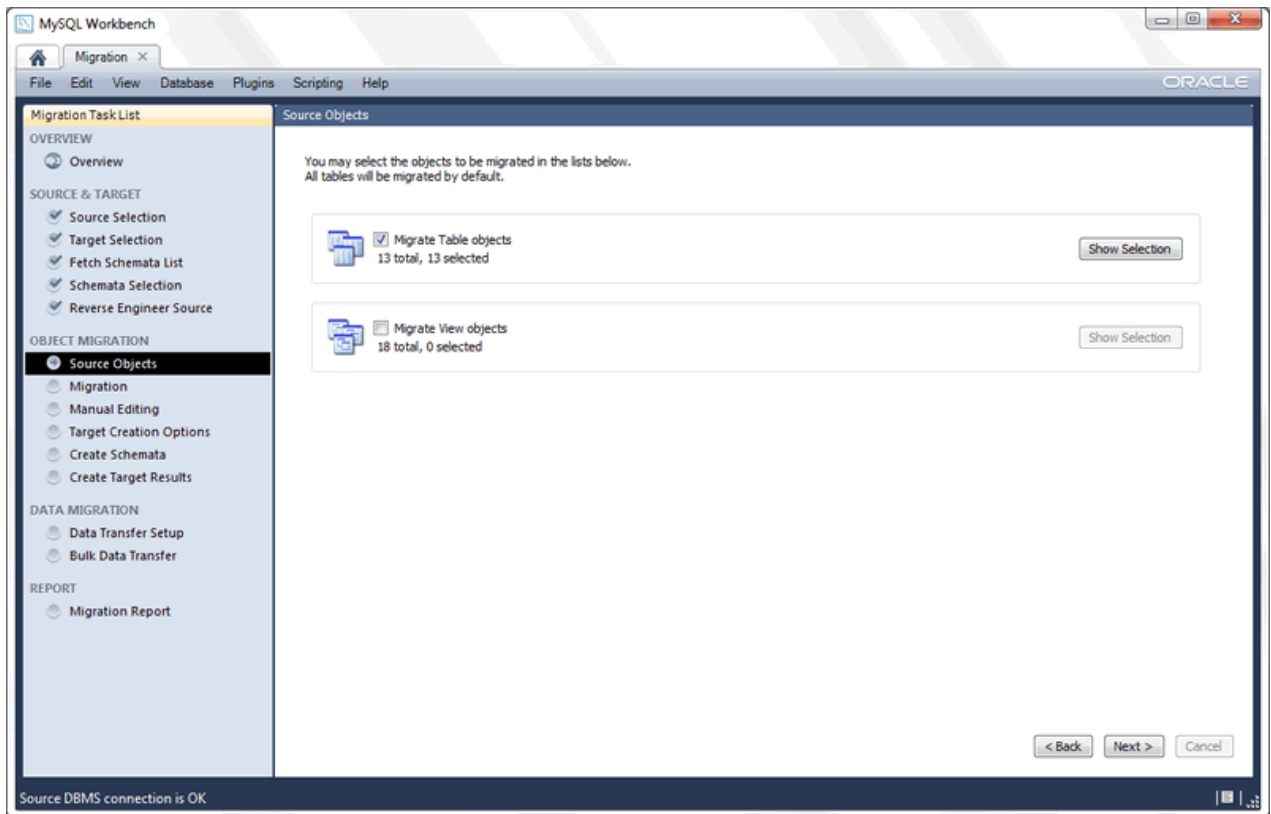 MySQL Workbench
Migration
File Edit View Database Plugins Scripting Help
ORACLE
Migration Task List
OVERVIEW
Overview
SOURCE & TARGET
Source Selection
Target Selection
Fetch Schemata List
Schemata Selection
Reverse Engineer Source
OBJECT MIGRATION
Source Objects
Migration
Manual Editing
Target Creation Options
Create Schemata
Create Target Results
DATA MIGRATION
Data Transfer Setup
Bulk Data Transfer
REPORT
Migration Report
Source Objects
You may select the objects to be migrated in the lists below.
All tables will be migrated by default.
Migrate Table objects
13 total, 13 selected
Show Selection
Migrate View objects
18 total, 0 selected
Show Selection
< Back Next > Cancel
Source DBMS connection is OK